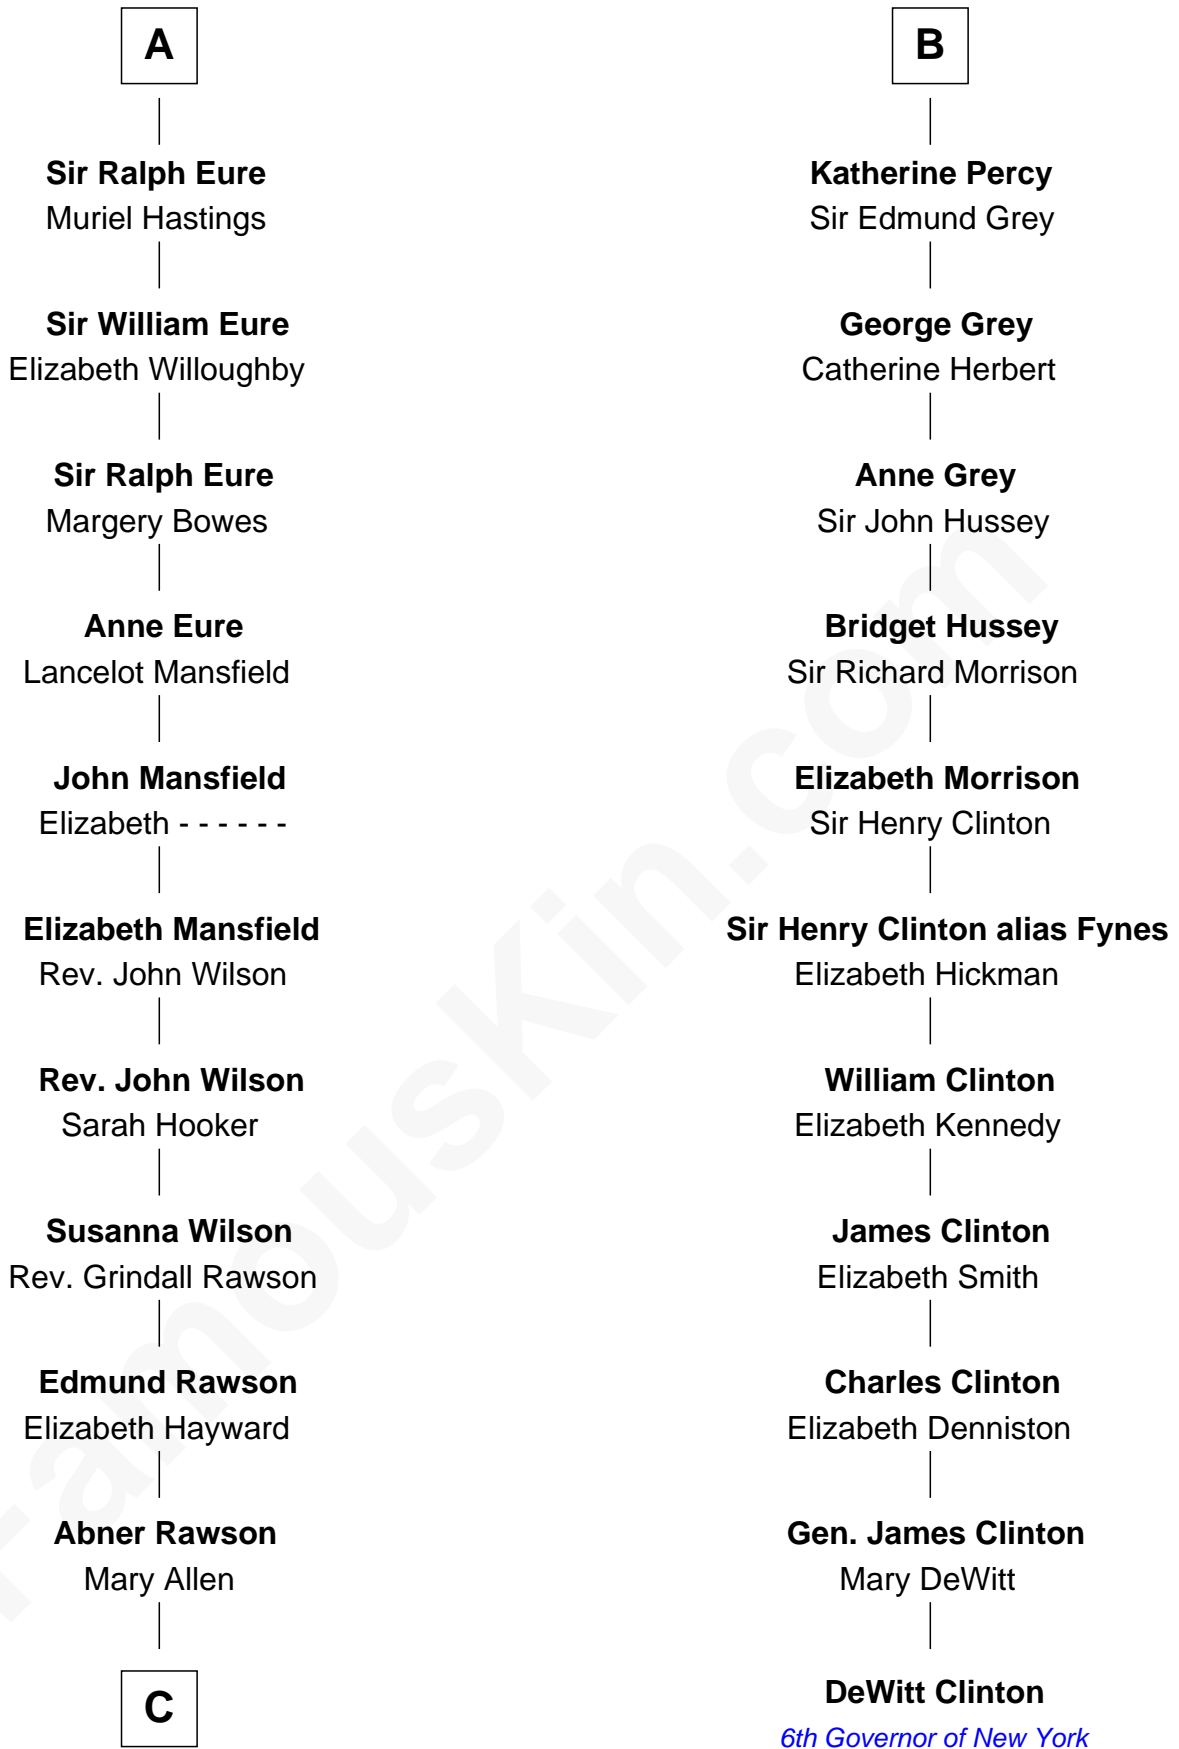 A
Sir Ralph Eure
Muriel Hastings
Sir William Eure
Elizabeth Willoughby
Sir Ralph Eure
Margery Bowes
Anne Eure
Lancelot Mansfield
John Mansfield
Elizabeth - - - - - -
Elizabeth Mansfield
Rev. John Wilson
Rev. John Wilson
Sarah Hooker
Susanna Wilson
Rev. Grindall Rawson
Edmund Rawson
Elizabeth Hayward
Abner Rawson
Mary Allen
C
B
Katherine Percy
Sir Edmund Grey
George Grey
Catherine Herbert
Anne Grey
Sir John Hussey
Bridget Hussey
Sir Richard Morrison
Elizabeth Morrison
Sir Henry Clinton
Sir Henry Clinton alias Fynes
Elizabeth Hickman
William Clinton
Elizabeth Kennedy
James Clinton
Elizabeth Smith
Charles Clinton
Elizabeth Denniston
Gen. James Clinton
Mary DeWitt
DeWitt Clinton
6th Governor of New York
FamousKin.com